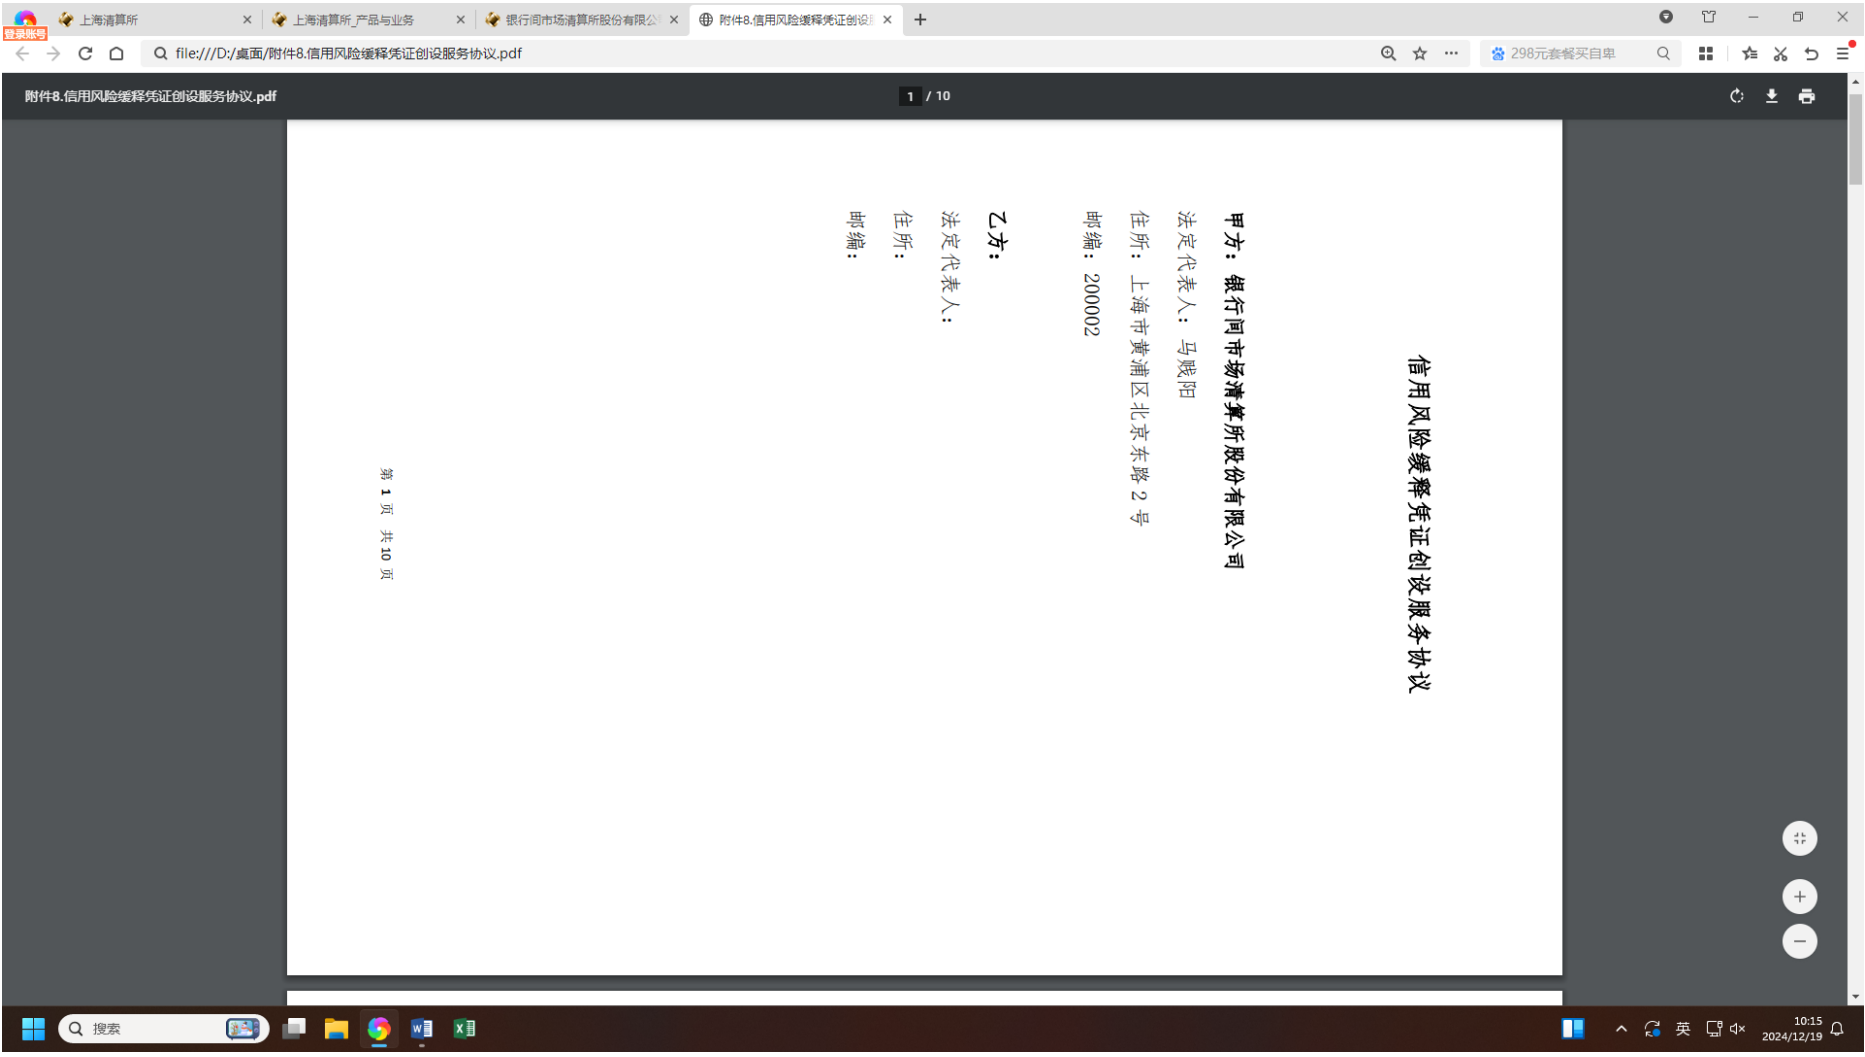 上海清算所
上海清算所_产品与业务
银行间市场清算所股份有限公
附件8.信用风险缓释凭证创设
登录账号
file:///D:/桌面/附件8.信用风险缓释凭证创设服务协议.pdf
298元套餐买自卑
附件8.信用风险缓释凭证创设服务协议.pdf
1 / 10
信用风险缓释凭证创设服务协议
甲方：银行间市场清算所股份有限公司
法定代表人：马贱阳
住所：上海市黄浦区北京东路 2 号
邮编：200002
乙方：
法定代表人：
住所：
邮编：
第 1 页 共 10 页
搜索
英
10:15
2024/12/19